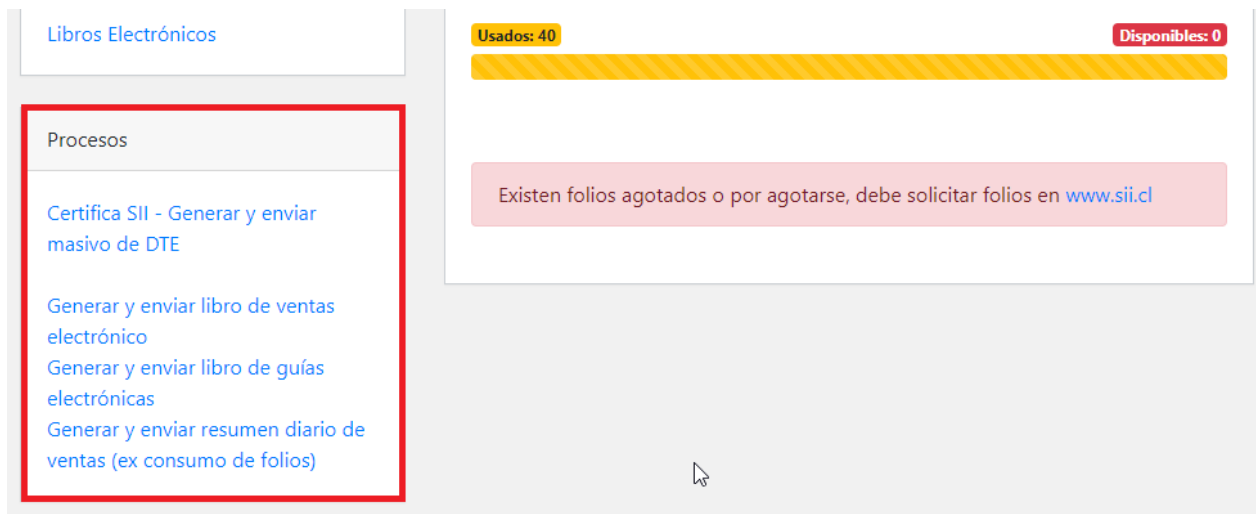 Libros Electrónicos
Usados: 40
Disponibles: 0
Procesos
Certifica SII - Generar y enviar
masivo de DTE
Generar y enviar libro de ventas
electrónico
Generar y enviar libro de guías
electrónicas
Generar y enviar resumen diario de
ventas (ex consumo de folios)
Existen folios agotados o por agotarse, debe solicitar folios en www.sii.cl